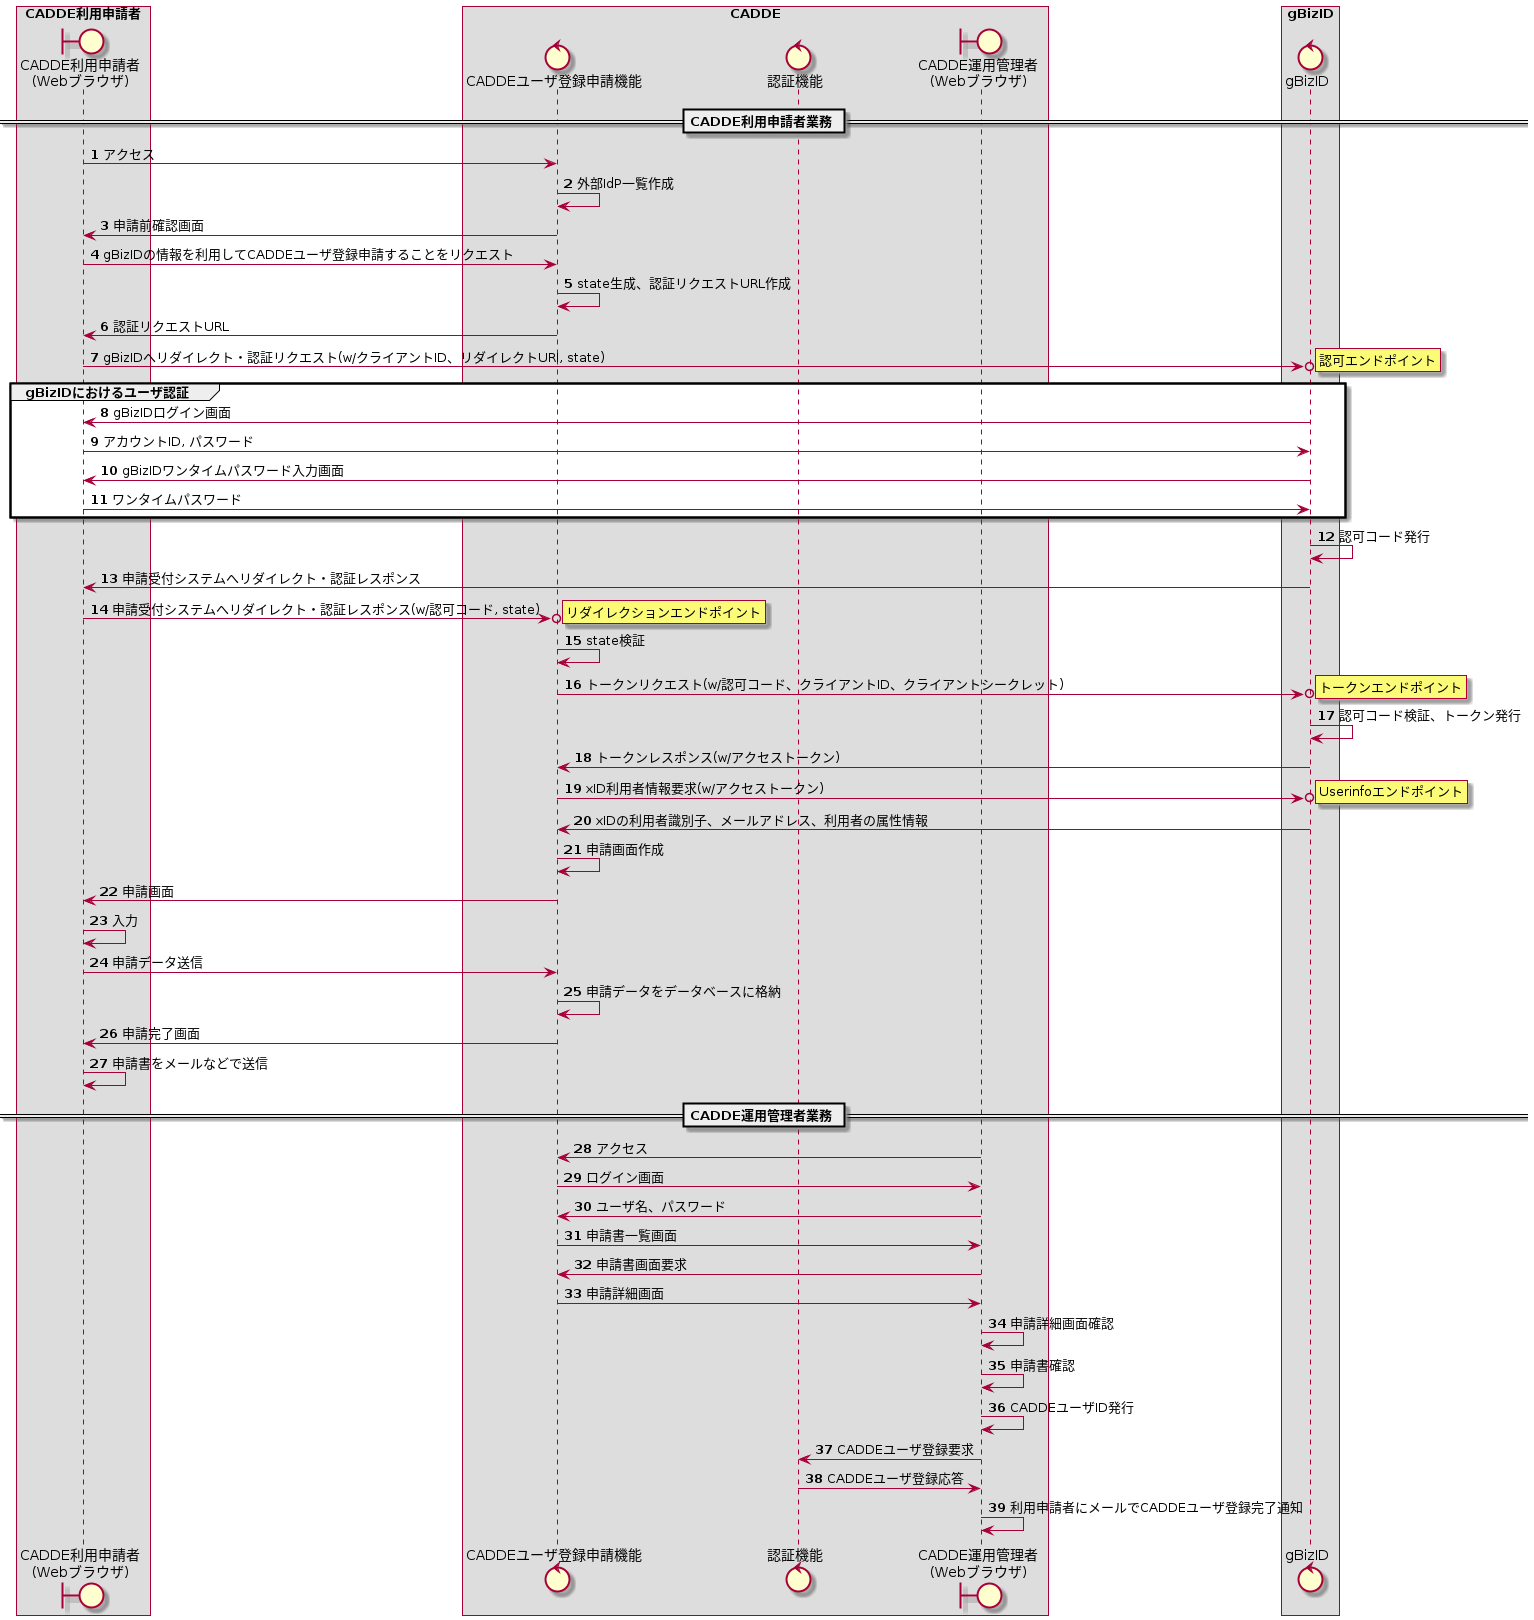 CADDE利用申請者
CADDE
gBizID
CADDE利用申請者
(Webブラウザ)
CADDEユーザ登録申請機能
認証機能
CADDE運用管理者
(Webブラウザ)
gBizID
CADDE利用申請者業務
1 アクセス
2 外部IdP一覧作成
3 申請前確認画面
4 gBizIDの情報を利用してCADDEユーザ登録申請することをリクエスト
5 state生成、認証リクエストURL作成
6 認証リクエストURL
7 gBizIDへリダイレクト・認証リクエスト(w/クライアントID、リダイレクトURI, state)
認可エンドポイント
gBizIDにおけるユーザ認証
8 gBizIDログイン画面
9 アカウントID, パスワード
10 gBizIDワンタイムパスワード入力画面
11 ワンタイムパスワード
12 認可コード発行
13 申請受付システムへリダイレクト・認証レスポンス
14 申請受付システムへリダイレクト・認証レスポンス(w/認可コード, state)
リダイレクションエンドポイント
15 state検証
16 トークンリクエスト(w/認可コード、クライアントID、クライアントシークレット)
トークンエンドポイント
17 認可コード検証、トークン発行
18 トークンレスポンス(w/アクセストークン)
19 xID利用者情報要求(w/アクセストークン)
Userinfoエンドポイント
20 xIDの利用者識別子、メールアドレス、利用者の属性情報
21 申請画面作成
22 申請画面
23 入力
24 申請データ送信
25 申請データをデータベースに格納
26 申請完了画面
27 申請書をメールなどで送信
CADDE運用管理者業務
28 アクセス
29 ログイン画面
30 ユーザ名、パスワード
31 申請書一覧画面
32 申請書画面要求
33 申請詳細画面
34 申請詳細画面確認
35 申請書確認
36 CADDEユーザID発行
37 CADDEユーザ登録要求
38 CADDEユーザ登録応答
39 利用申請者にメールでCADDEユーザ登録完了通知
CADDE利用申請者
(Webブラウザ)
CADDEユーザ登録申請機能
認証機能
CADDE運用管理者
(Webブラウザ)
gBizID